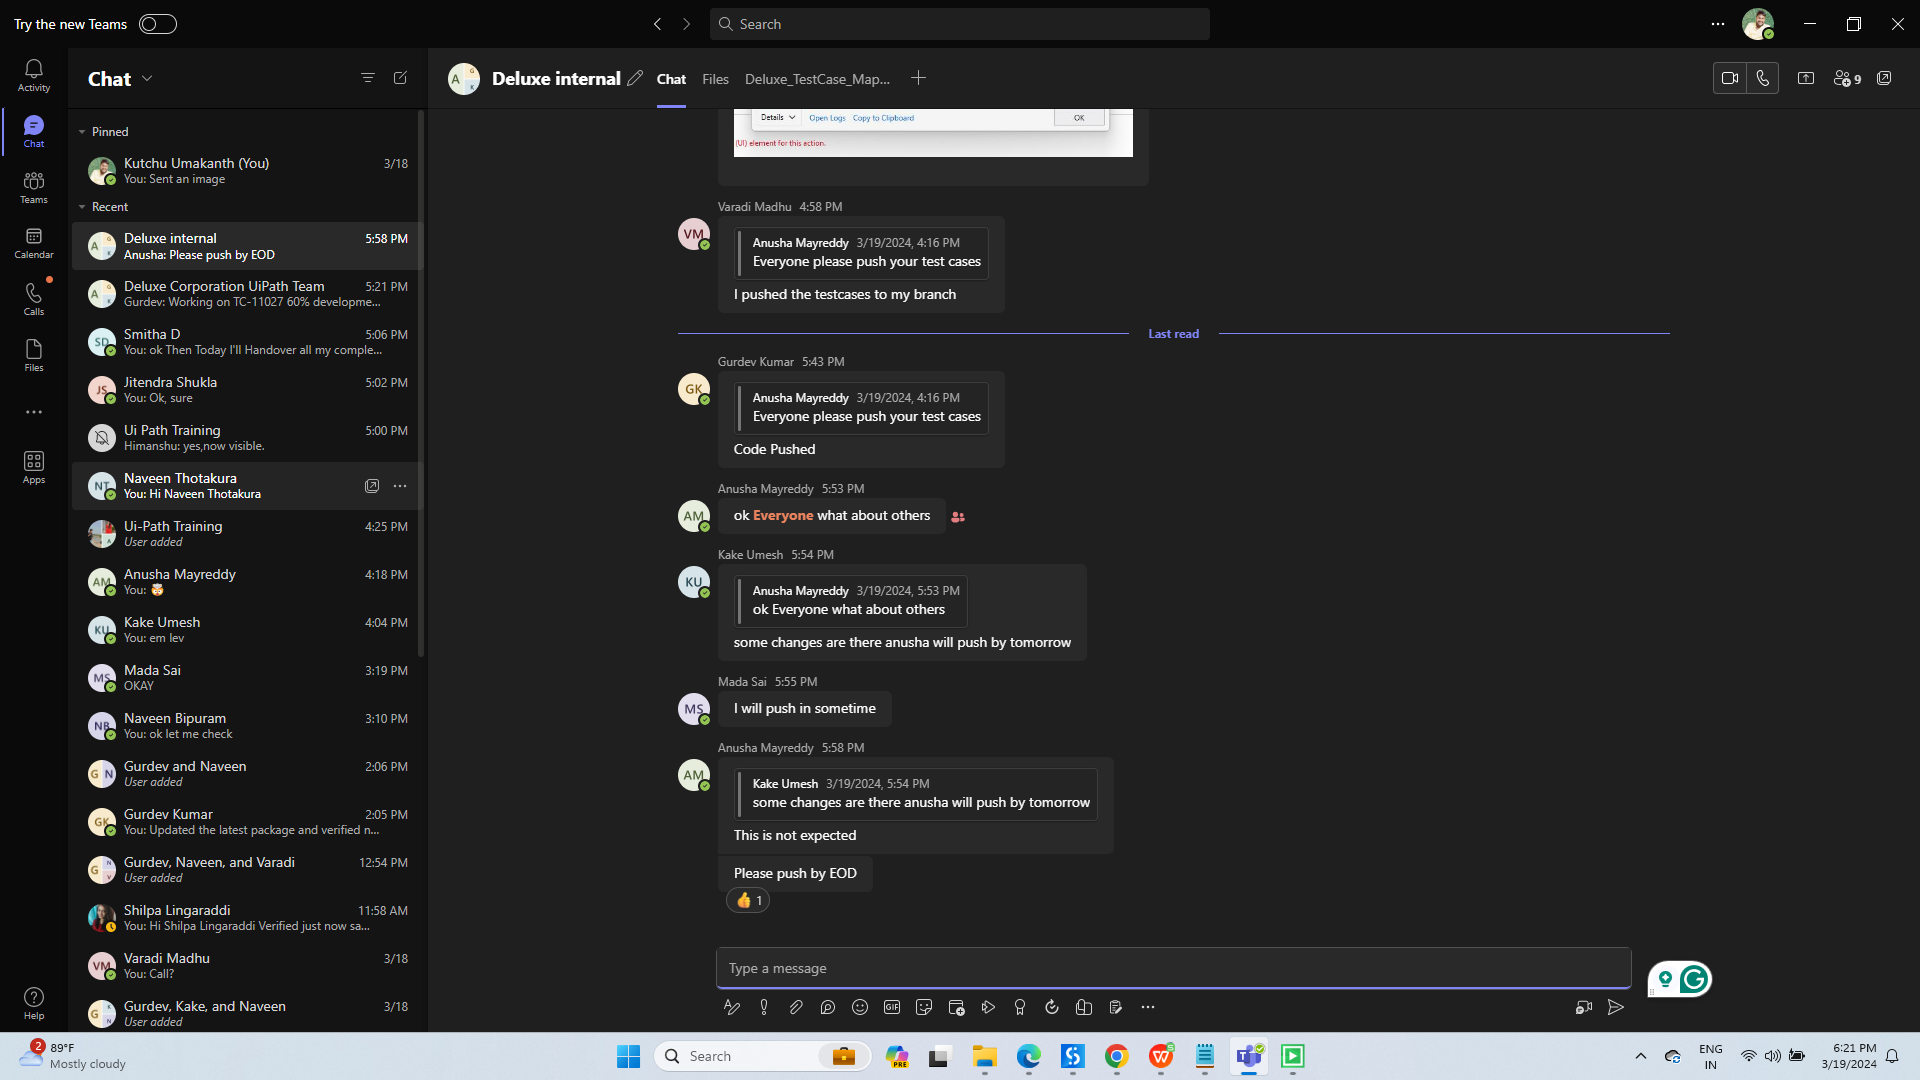 Try the new Teams
Search
Activity
Chat
Teams
Calendar
Calls
Files
Apps
Help
Chat
Pinned
Kutchu Umakanth (You) 3/18
You: Sent an image
Recent
Deluxe internal 5:58 PM
Anusha: Please push by EOD
Deluxe Corporation UiPath Team 5:21 PM
Gurdev: Working on TC-11027 60% developme...
SD Smitha D 5:06 PM
You: ok Then Today I'll Handover all my comple...
JS Jitendra Shukla 5:02 PM
You: Ok, sure
Ui Path Training 5:00 PM
Himanshu: yes,now visible.
NT Naveen Thotakura
You: Hi Naveen Thotakura
Ui-Path Training 4:25 PM
User added
AM Anusha Mayreddy 4:18 PM
You: 🤯
KU Kake Umesh 4:04 PM
You: em lev
MS Mada Sai 3:19 PM
OKAY
NB Naveen Bipuram 3:10 PM
You: ok let me check
G N Gurdev and Naveen 2:06 PM
User added
GK Gurdev Kumar 2:05 PM
You: Updated the latest package and verified n...
Gurdev, Naveen, and Varadi 12:54 PM
User added
Shilpa Lingaraddi 11:58 AM
You: Hi Shilpa Lingaraddi Verified just now sa...
VM Varadi Madhu 3/18
You: Call?
Gurdev, Kake, and Naveen 3/18
User added
Deluxe internal Chat Files Deluxe_TestCase_Map... 9
Details Open Logs Copy to Clipboard OK
(UI) element for this action.
Varadi Madhu 4:58 PM
VM
Anusha Mayreddy 3/19/2024, 4:16 PM
Everyone please push your test cases
I pushed the testcases to my branch
Last read
Gurdev Kumar 5:43 PM
GK
Anusha Mayreddy 3/19/2024, 4:16 PM
Everyone please push your test cases
Code Pushed
Anusha Mayreddy 5:53 PM
AM
ok Everyone what about others
Kake Umesh 5:54 PM
KU
Anusha Mayreddy 3/19/2024, 5:53 PM
ok Everyone what about others
some changes are there anusha will push by tomorrow
Mada Sai 5:55 PM
MS
I will push in sometime
Anusha Mayreddy 5:58 PM
AM
Kake Umesh 3/19/2024, 5:54 PM
some changes are there anusha will push by tomorrow
This is not expected
Please push by EOD
👍 1
Type a message
GIF
2 89°F
Mostly cloudy
Search
PRE
ENG
IN
6:21 PM
3/19/2024